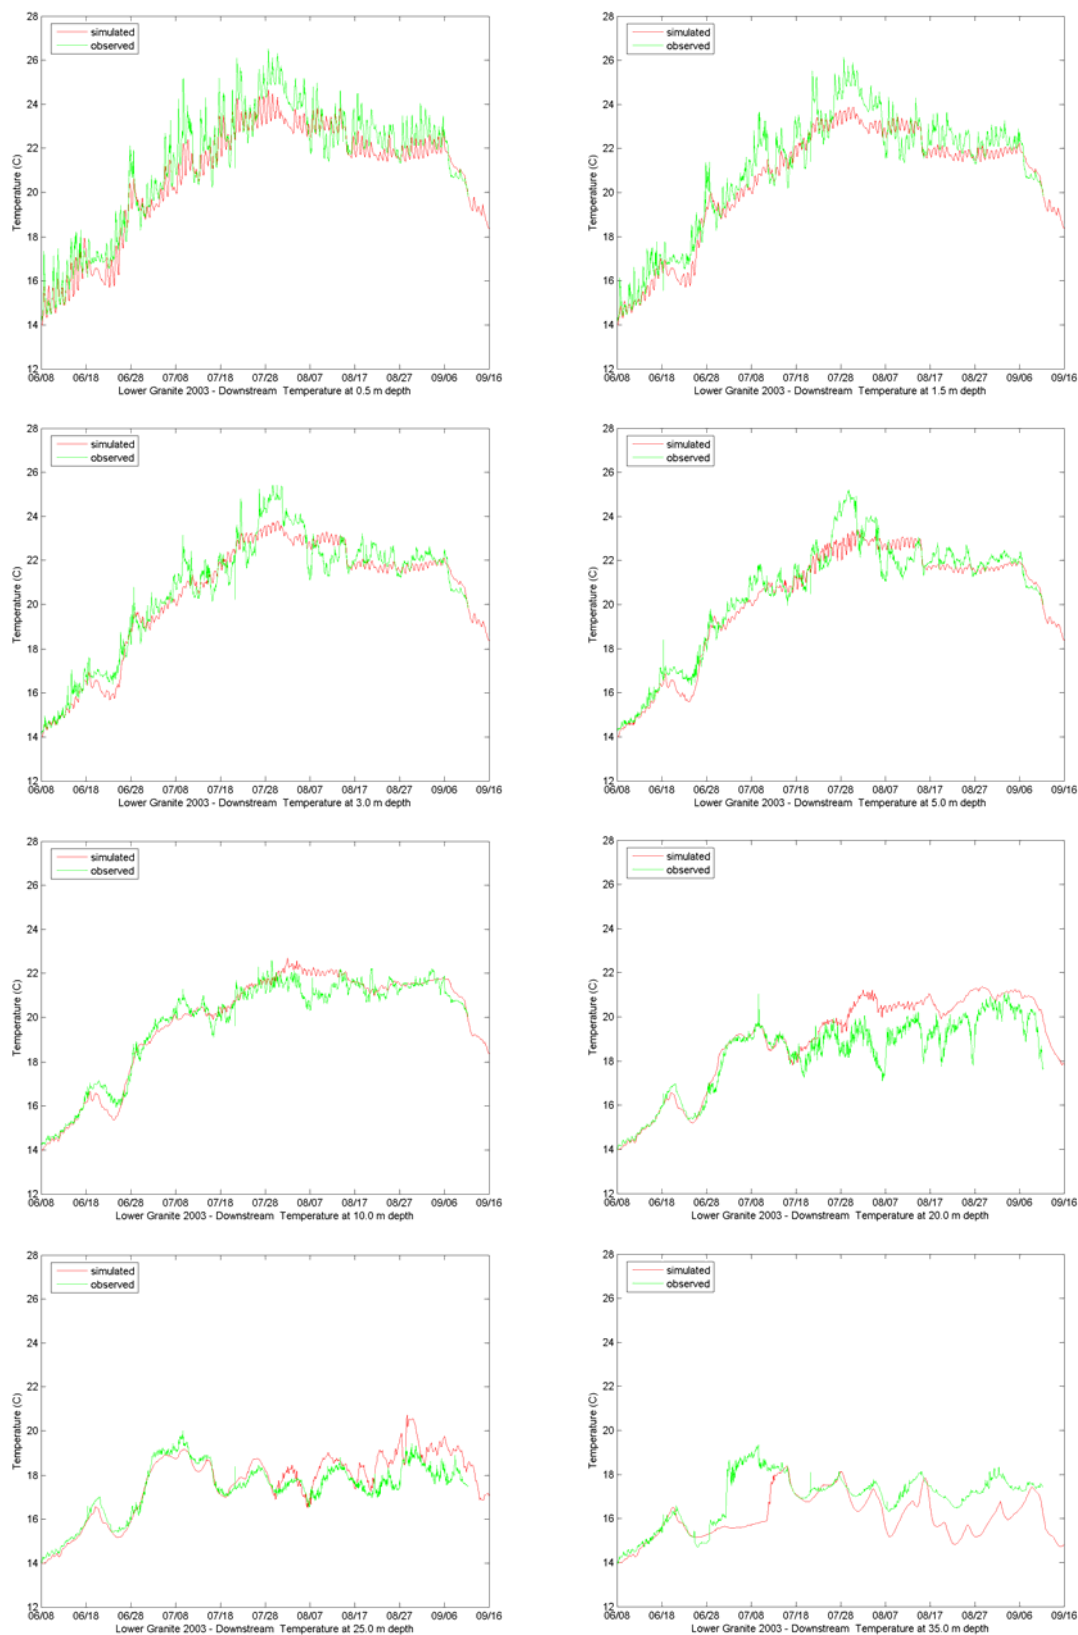 28
26
24
22
20
18
16
14
12
Temperature (C)
simulated
observed
06/08 06/18 06/28 07/08 07/18 07/28 08/07 08/17 08/27 09/06 09/16
Lower Granite 2003 - Downstream Temperature at 0.5 m depth
28
26
24
22
20
18
16
14
12
Temperature (C)
simulated
observed
06/08 06/18 06/28 07/08 07/18 07/28 08/07 08/17 08/27 09/06 09/16
Lower Granite 2003 - Downstream Temperature at 1.5 m depth
28
26
24
22
20
18
16
14
12
Temperature (C)
simulated
observed
06/08 06/18 06/28 07/08 07/18 07/28 08/07 08/17 08/27 09/06 09/16
Lower Granite 2003 - Downstream Temperature at 3.0 m depth
28
26
24
22
20
18
16
14
12
Temperature (C)
simulated
observed
06/08 06/18 06/28 07/08 07/18 07/28 08/07 08/17 08/27 09/06 09/16
Lower Granite 2003 - Downstream Temperature at 5.0 m depth
28
26
24
22
20
18
16
14
12
Temperature (C)
simulated
observed
06/08 06/18 06/28 07/08 07/18 07/28 08/07 08/17 08/27 09/06 09/16
Lower Granite 2003 - Downstream Temperature at 10.0 m depth
28
26
24
22
20
18
16
14
12
Temperature (C)
simulated
observed
06/08 06/18 06/28 07/08 07/18 07/28 08/07 08/17 08/27 09/06 09/16
Lower Granite 2003 - Downstream Temperature at 20.0 m depth
28
26
24
22
20
18
16
14
12
Temperature (C)
simulated
observed
06/08 06/18 06/28 07/08 07/18 07/28 08/07 08/17 08/27 09/06 09/16
Lower Granite 2003 - Downstream Temperature at 25.0 m depth
28
26
24
22
20
18
16
14
12
Temperature (C)
simulated
observed
06/08 06/18 06/28 07/08 07/18 07/28 08/07 08/17 08/27 09/06 09/16
Lower Granite 2003 - Downstream Temperature at 35.0 m depth